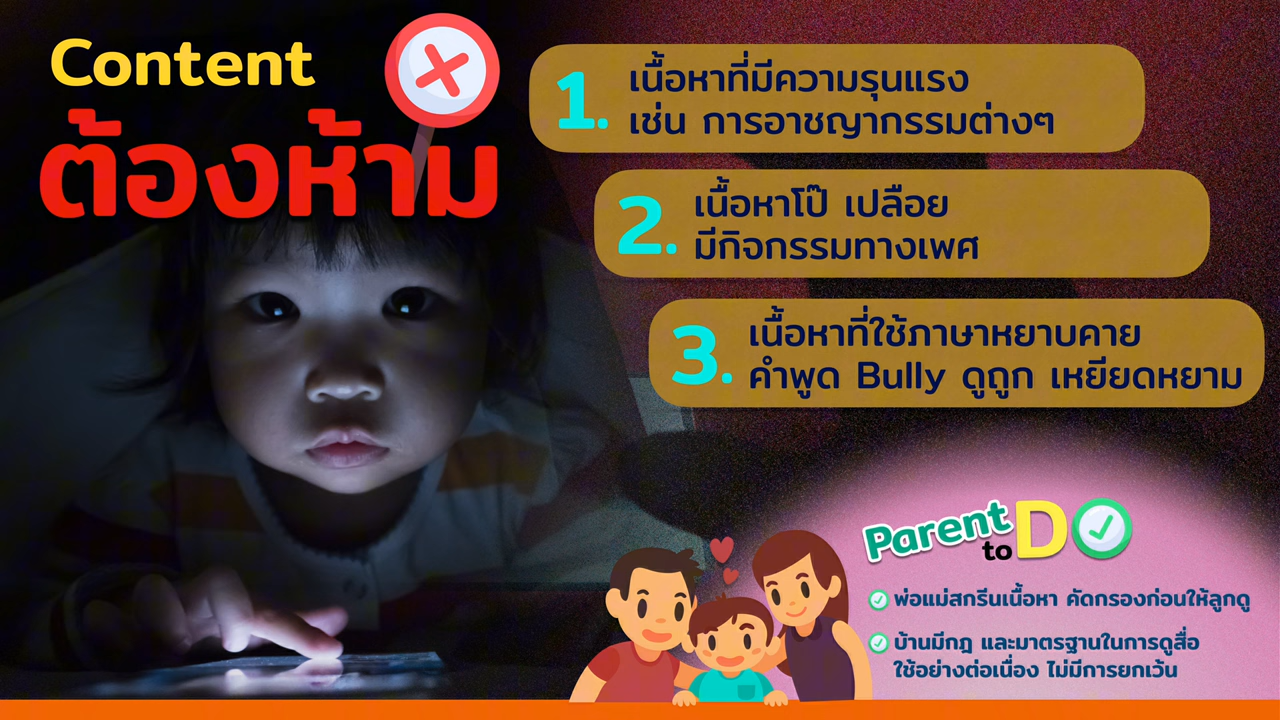 Content
ต้องห้าม
1.
เนื้อหาที่มีความรุนแรง
เช่น การอาชญากรรมต่างๆ
2.
เนื้อหาโป๊ เปลือย
มีกิจกรรมทางเพศ
3.
เนื้อหาที่ใช้ภาษาหยาบคาย
คำพูด Bully ดูถูก เหยียดหยาม
Parent
to DO
พ่อแม่สกรีนเนื้อหา คัดกรองก่อนให้ลูกดู
บ้านมีกฎ และมาตรฐานในการดูสื่อ
ใช้อย่างต่อเนื่อง ไม่มีการยกเว้น